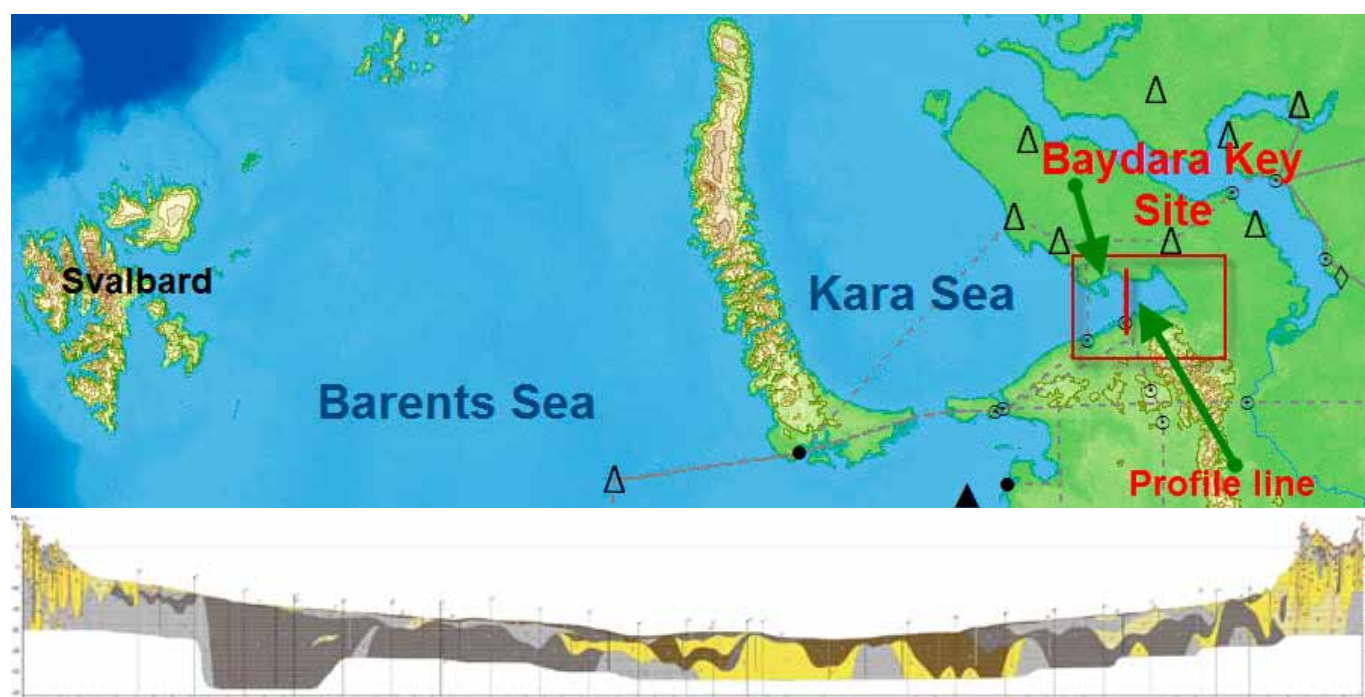 Baydara Key
Site
Svalbard
Kara Sea
Barents Sea
Profile line